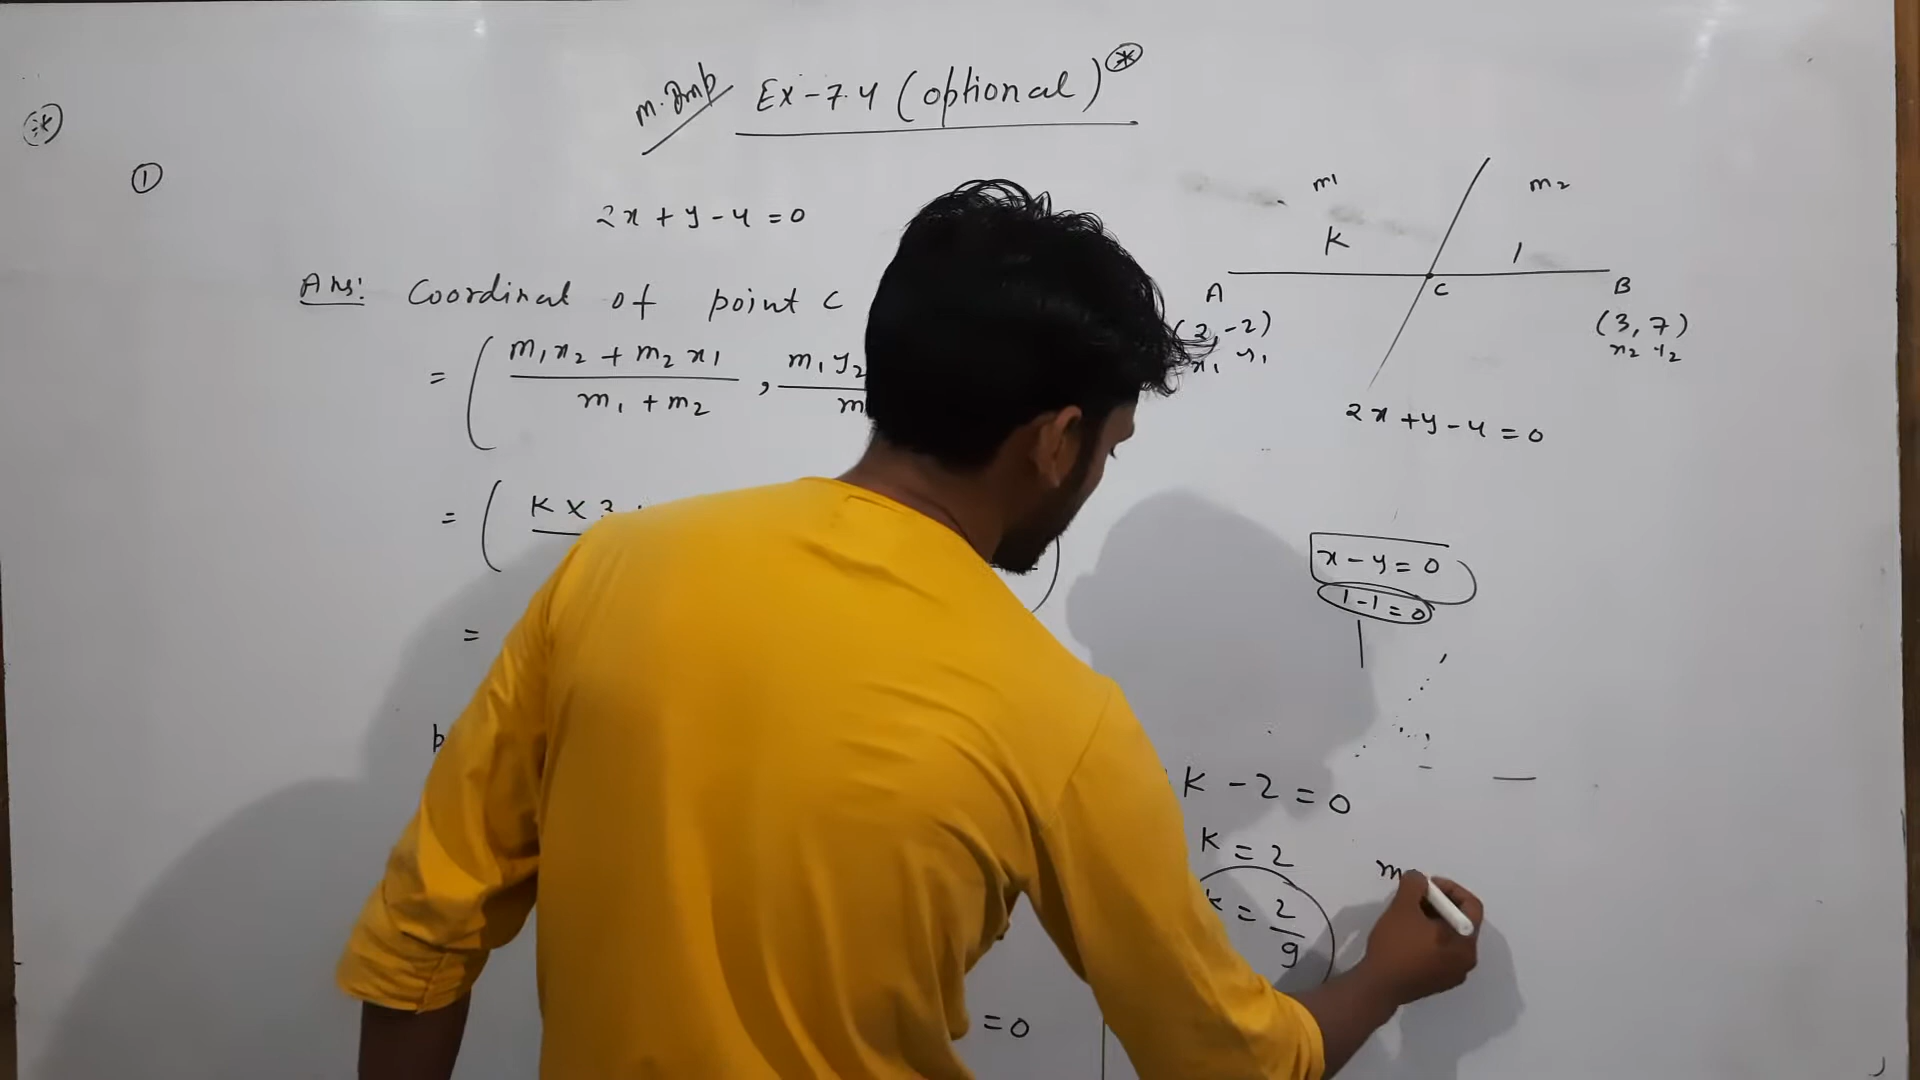 m. Imp Ex-7.4 (optional) *
①
2x + y - 4 = 0
Ans: Coordinat of point C
= ( m₁x₂ + m₂x₁ / m₁ + m₂ , m₁y₂ / m
= ( K × 3
=
m₁ m₂
K 1
A C B
(2, -2) (3, 7)
x₁ y₁ x₂ y₂
2x + y - 4 = 0
x - y = 0
1 - 1 = 0
K - 2 = 0
K = 2
K = 2/9
m
= 0